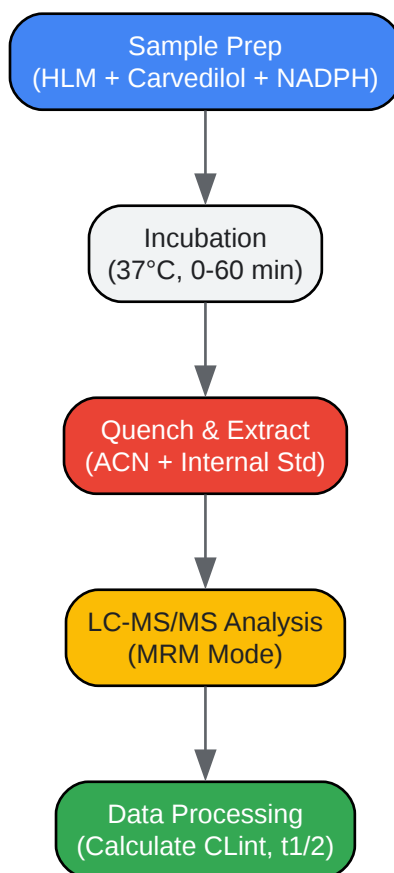 Sample Prep
(HLM + Carvedilol + NADPH)
Incubation
(37°C, 0-60 min)
Quench & Extract
(ACN + Internal Std)
LC-MS/MS Analysis
(MRM Mode)
Data Processing
(Calculate CLint, t1/2)